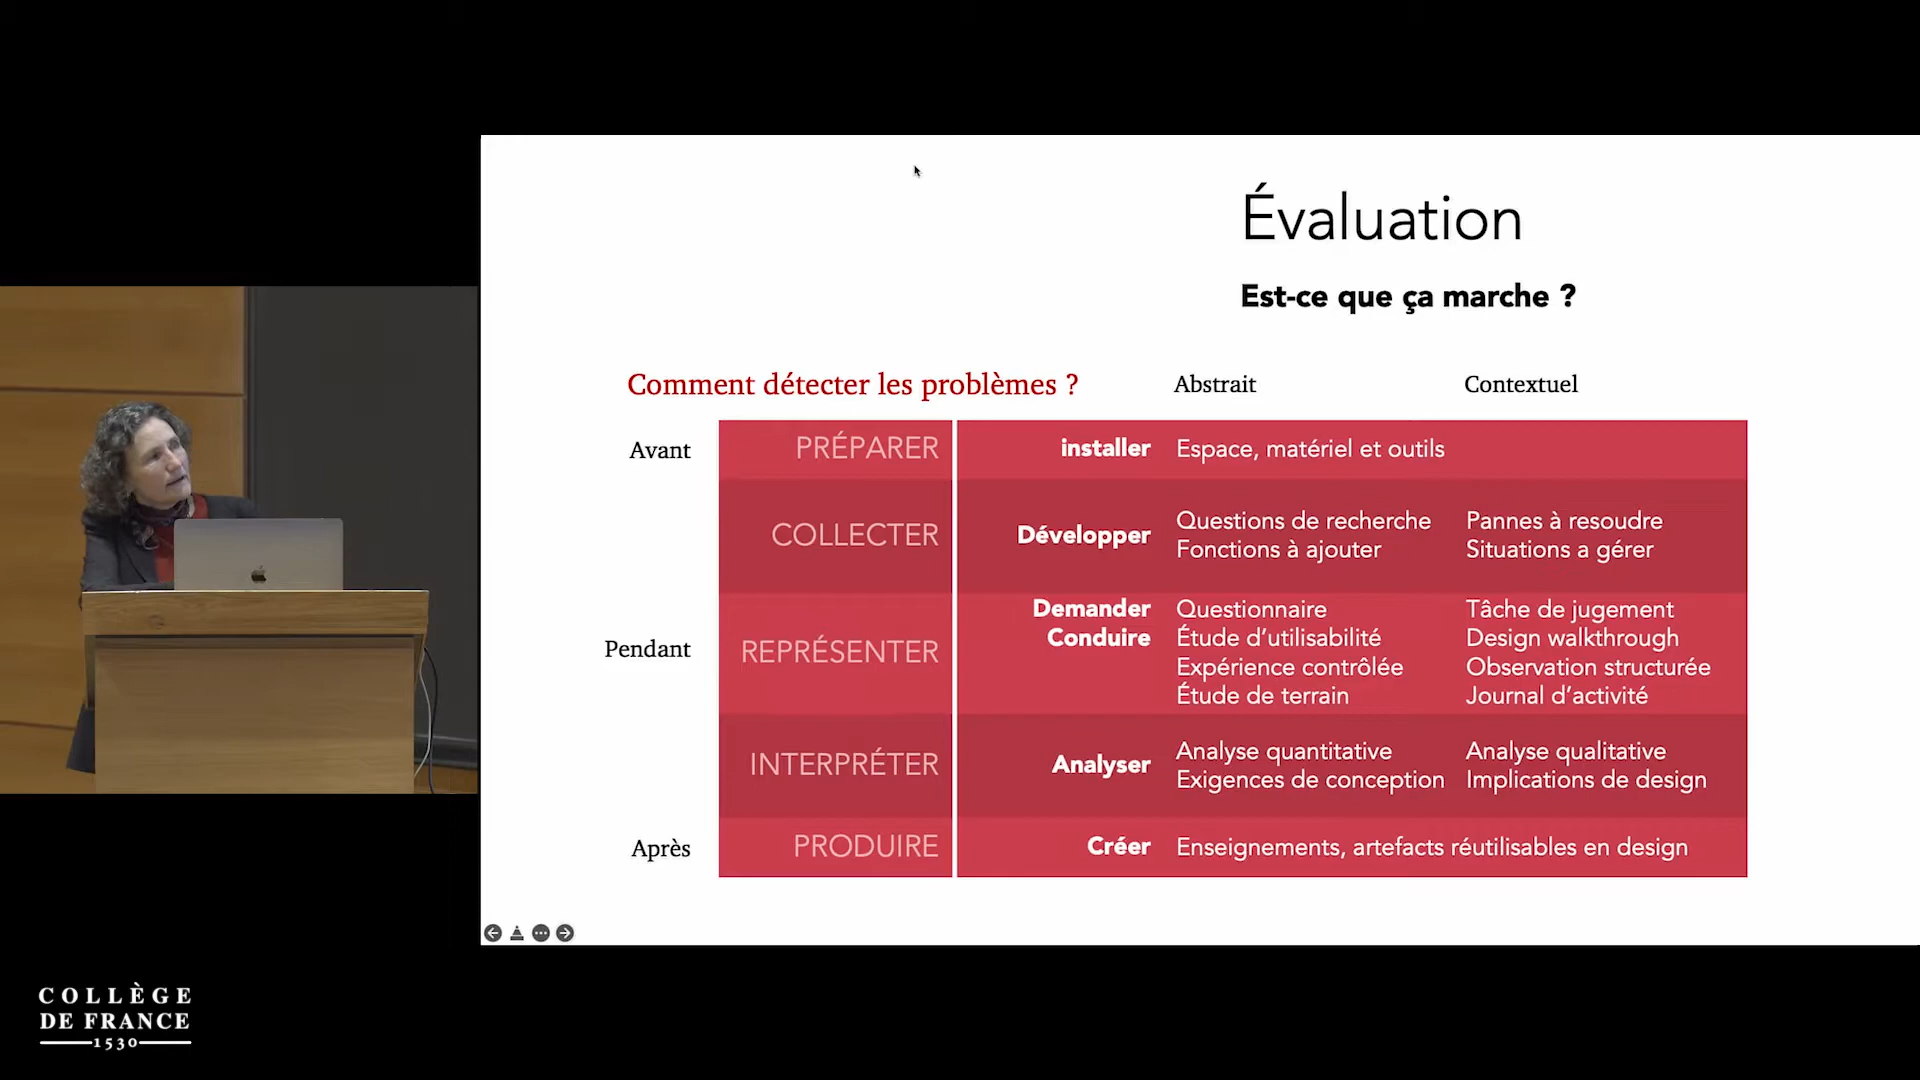 Évaluation
Est-ce que ça marche ?
Comment détecter les problèmes ?
Abstrait
Contextuel
Avant
PRÉPARER
installer
Espace, matériel et outils
COLLECTER
Développer
Questions de recherche
Fonctions à ajouter
Pannes à resoudre
Situations a gérer
Pendant
REPRÉSENTER
Demander
Conduire
Questionnaire
Étude d'utilisabilité
Expérience contrôlée
Étude de terrain
Tâche de jugement
Design walkthrough
Observation structurée
Journal d'activité
INTERPRÉTER
Analyser
Analyse quantitative
Exigences de conception
Analyse qualitative
Implications de design
Après
PRODUIRE
Créer
Enseignements, artefacts réutilisables en design
COLLÈGE
DE FRANCE
1530